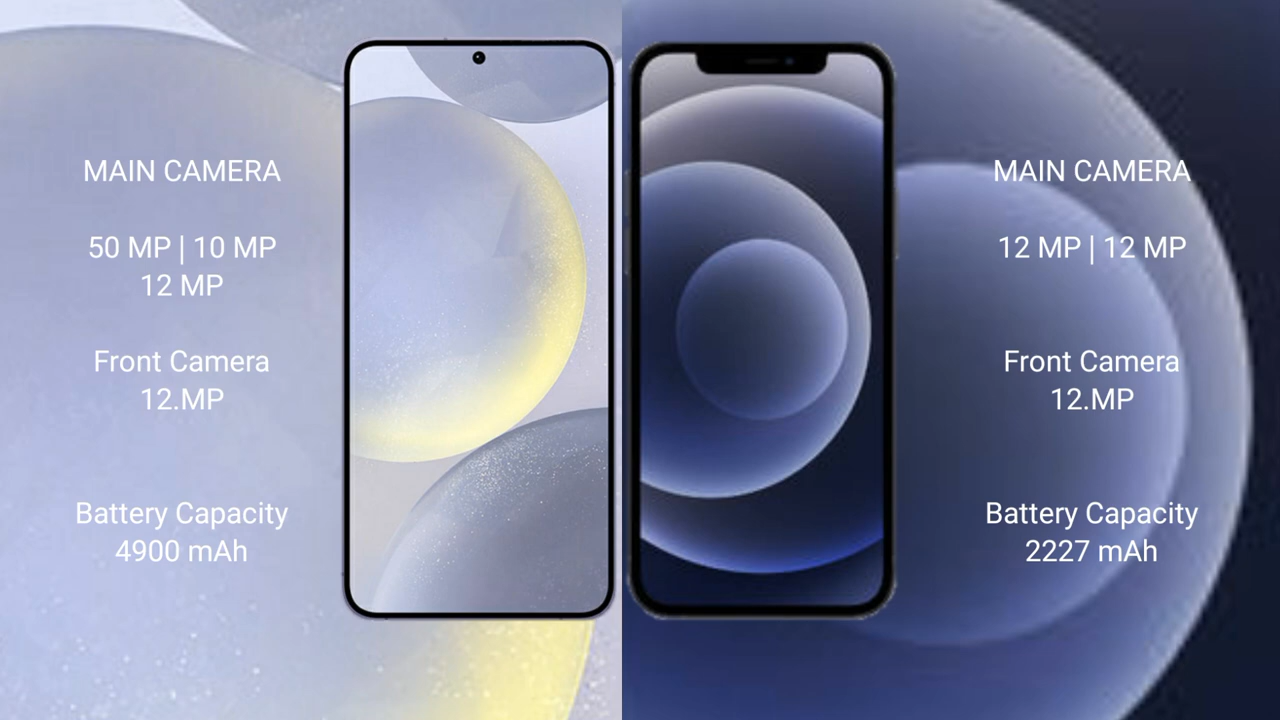 MAIN CAMERA
50 MP | 10 MP
12 MP
Front Camera
12.MP
Battery Capacity
4900 mAh
MAIN CAMERA
12 MP | 12 MP
Front Camera
12.MP
Battery Capacity
2227 mAh